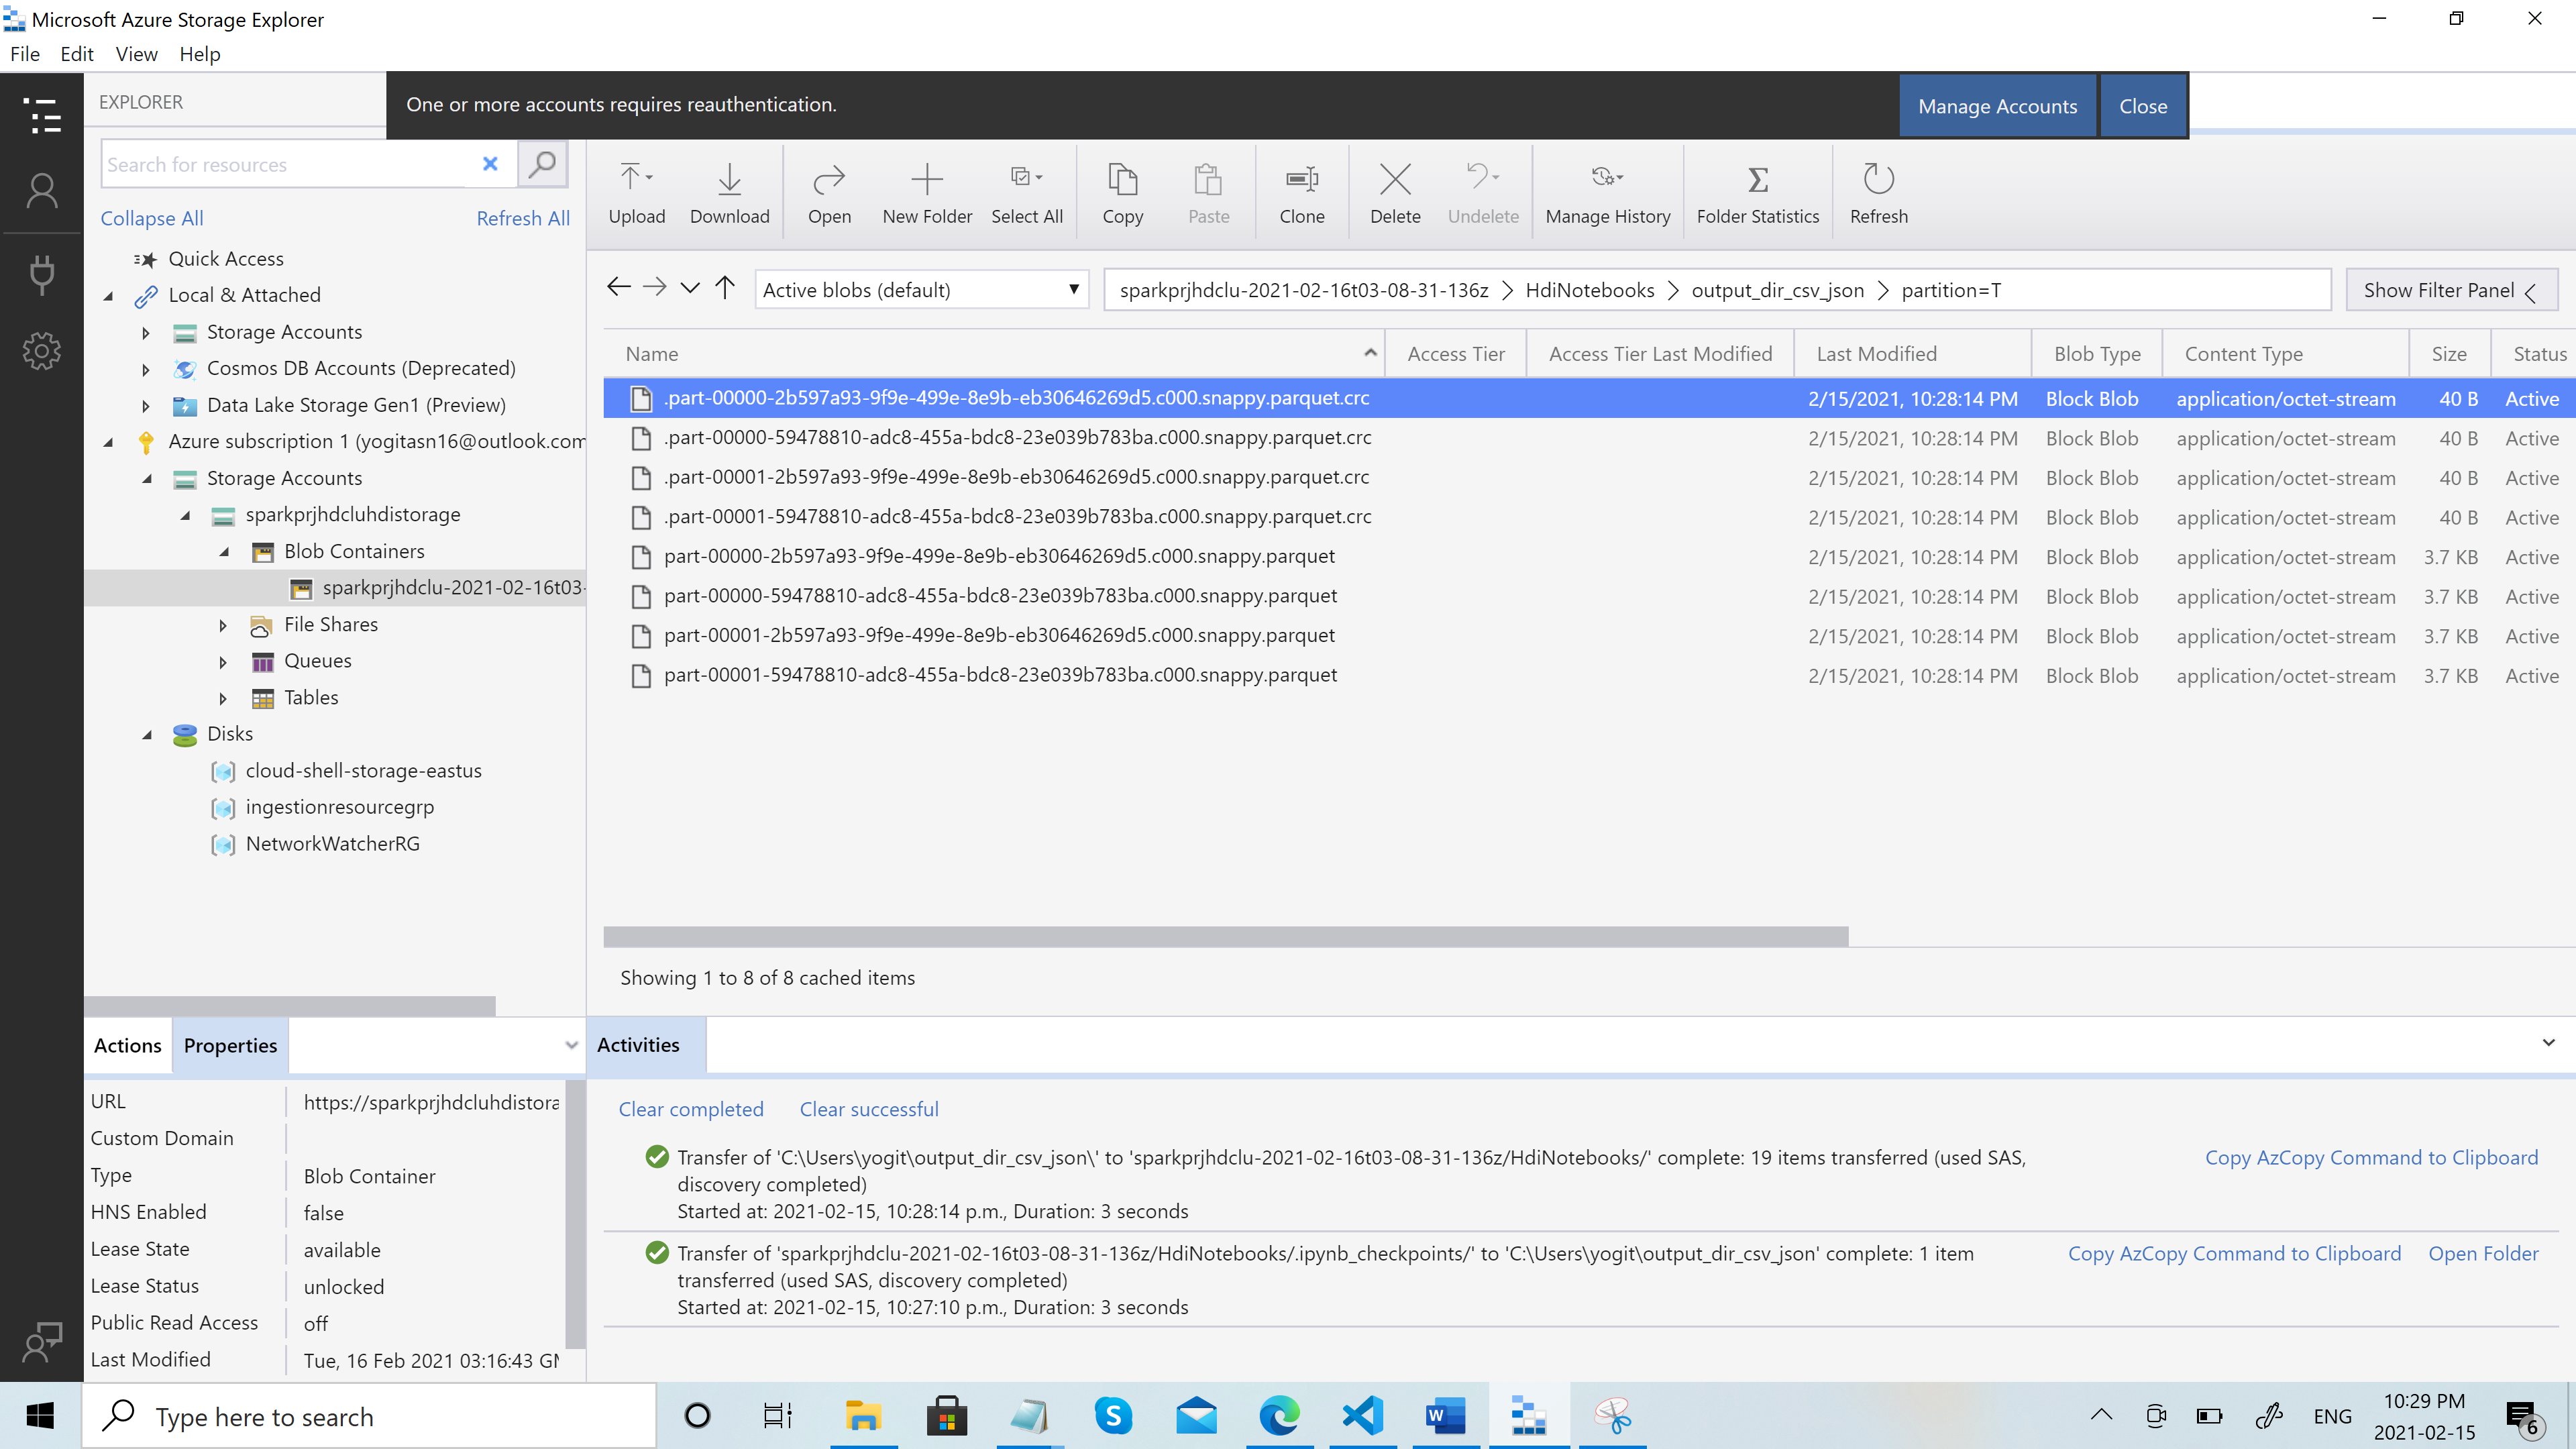 Microsoft Azure Storage Explorer
File Edit View Help
EXPLORER
One or more accounts requires reauthentication.
Manage Accounts
Close
Search for resources
Collapse All
Refresh All
Upload
Download
Open
New Folder
Select All
Copy
Paste
Clone
Delete
Undelete
Manage History
Folder Statistics
Refresh
Quick Access
Local & Attached
Storage Accounts
Cosmos DB Accounts (Deprecated)
Data Lake Storage Gen1 (Preview)
Azure subscription 1 (yogitasn16@outlook.com
Storage Accounts
sparkprjhdcluhdistorage
Blob Containers
sparkprjhdclu-2021-02-16t03-
File Shares
Queues
Tables
Disks
cloud-shell-storage-eastus
ingestionresourcegrp
NetworkWatcherRG
Active blobs (default)
sparkprjhdclu-2021-02-16t03-08-31-136z > HdiNotebooks > output_dir_csv_json > partition=T
Show Filter Panel
Name Access Tier Access Tier Last Modified Last Modified Blob Type Content Type Size Status
.part-00000-2b597a93-9f9e-499e-8e9b-eb30646269d5.c000.snappy.parquet.crc 2/15/2021, 10:28:14 PM Block Blob application/octet-stream 40 B Active
.part-00000-59478810-adc8-455a-bdc8-23e039b783ba.c000.snappy.parquet.crc 2/15/2021, 10:28:14 PM Block Blob application/octet-stream 40 B Active
.part-00001-2b597a93-9f9e-499e-8e9b-eb30646269d5.c000.snappy.parquet.crc 2/15/2021, 10:28:14 PM Block Blob application/octet-stream 40 B Active
.part-00001-59478810-adc8-455a-bdc8-23e039b783ba.c000.snappy.parquet.crc 2/15/2021, 10:28:14 PM Block Blob application/octet-stream 40 B Active
part-00000-2b597a93-9f9e-499e-8e9b-eb30646269d5.c000.snappy.parquet 2/15/2021, 10:28:14 PM Block Blob application/octet-stream 3.7 KB Active
part-00000-59478810-adc8-455a-bdc8-23e039b783ba.c000.snappy.parquet 2/15/2021, 10:28:14 PM Block Blob application/octet-stream 3.7 KB Active
part-00001-2b597a93-9f9e-499e-8e9b-eb30646269d5.c000.snappy.parquet 2/15/2021, 10:28:14 PM Block Blob application/octet-stream 3.7 KB Active
part-00001-59478810-adc8-455a-bdc8-23e039b783ba.c000.snappy.parquet 2/15/2021, 10:28:14 PM Block Blob application/octet-stream 3.7 KB Active
Showing 1 to 8 of 8 cached items
Actions Properties
URL https://sparkprjhdcluhdistora
Custom Domain
Type Blob Container
HNS Enabled false
Lease State available
Lease Status unlocked
Public Read Access off
Last Modified Tue, 16 Feb 2021 03:16:43 GM
Activities
Clear completed Clear successful
Transfer of 'C:\Users\yogit\output_dir_csv_json\' to 'sparkprjhdclu-2021-02-16t03-08-31-136z/HdiNotebooks/' complete: 19 items transferred (used SAS,
discovery completed)
Started at: 2021-02-15, 10:28:14 p.m., Duration: 3 seconds
Copy AzCopy Command to Clipboard
Transfer of 'sparkprjhdclu-2021-02-16t03-08-31-136z/HdiNotebooks/.ipynb_checkpoints/' to 'C:\Users\yogit\output_dir_csv_json' complete: 1 item
transferred (used SAS, discovery completed)
Started at: 2021-02-15, 10:27:10 p.m., Duration: 3 seconds
Copy AzCopy Command to Clipboard Open Folder
Type here to search
S
W
ENG
10:29 PM
2021-02-15
6